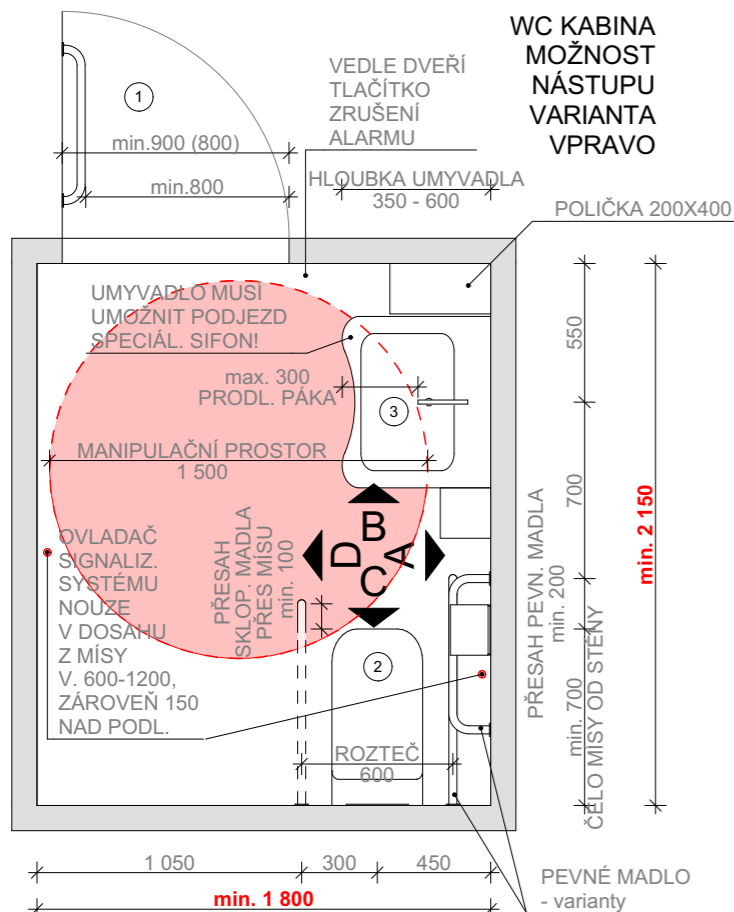 WC KABINA
MOŽNOST
NÁSTUPU
VARIANTA
VPRAVO
1
VEDLE DVEŘÍ
TLAČÍTKO
ZRUŠENÍ
ALARMU
min.900 (800)
min.800
HLOUBKA UMYVADLA
350 - 600
POLIČKA 200X400
UMYVADLO MUSÍ
UMOŽNIT PODJEZD
SPECIÁL. SIFON!
max. 300
PRODL. PÁKA
3
MANIPULAČNÍ PROSTOR
1 500
B
D
A
C
OVLADAČ
SIGNALIZ.
SYSTÉMU
NOUZE
V DOSAHU
Z MÍSY
V. 600-1200,
ZÁROVEŇ 150
NAD PODL.
PŘESAH
SKLOP. MADLA
PŘES MÍSU
min. 100
2
ROZTEČ
600
PŘESAH PEVN. MADLA
min. 200
550
700
min. 700
ČELO MÍSY OD STĚNY
min. 2 150
1 050
300
450
min. 1 800
PEVNÉ MADLO
- varianty